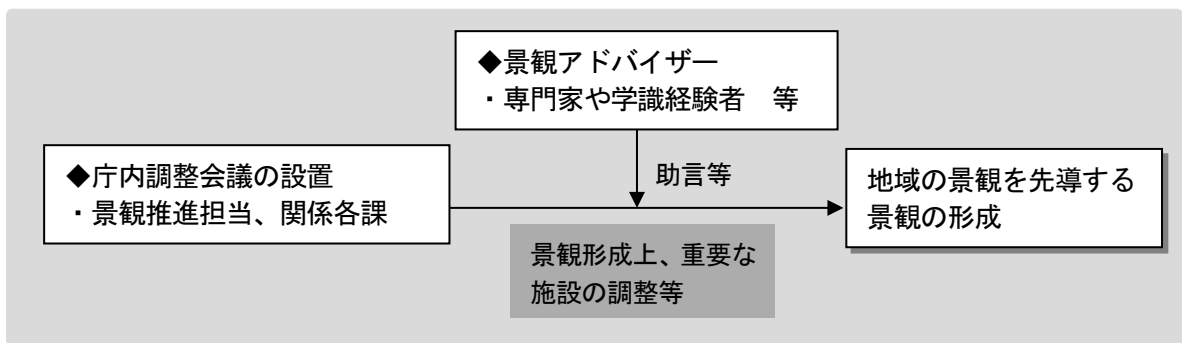 ◆景観アドバイザー
・専門家や学識経験者　等
◆庁内調整会議の設置
・景観推進担当、関係各課
助言等
地域の景観を先導する
景観の形成
景観形成上、重要な
施設の調整等